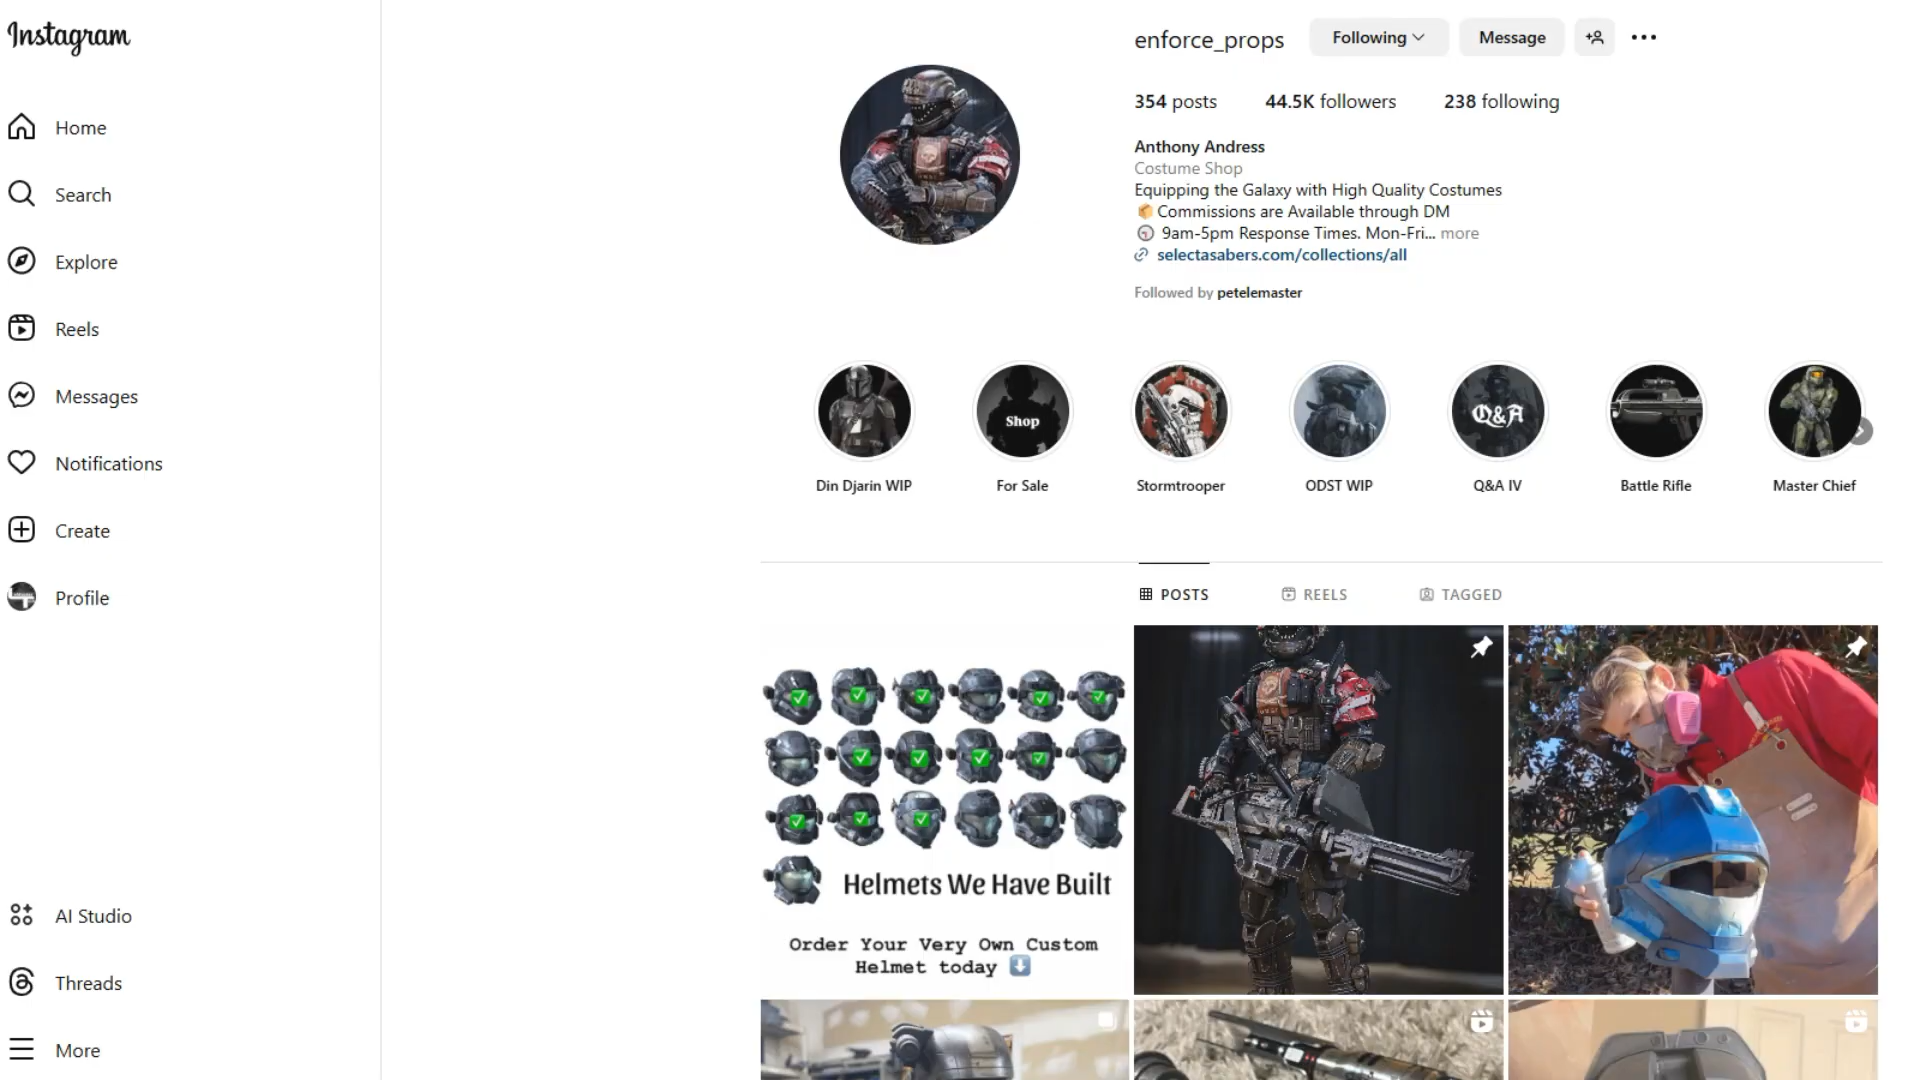 Instagram
Home
Search
Explore
Reels
Messages
Notifications
Create
Profile
AI Studio
Threads
More
enforce_props
Following
Message
354 posts
44.5K followers
238 following
Anthony Andress
Costume Shop
Equipping the Galaxy with High Quality Costumes
📦 Commissions are Available through DM
🕤 9am-5pm Response Times. Mon-Fri... more
selectasabers.com/collections/all
Followed by petelemaster
Shop
Q&A
Din Djarin WIP
For Sale
Stormtrooper
ODST WIP
Q&A IV
Battle Rifle
Master Chief
POSTS
REELS
TAGGED
Helmets We Have Built
Order Your Very Own Custom
Helmet today ⬇️